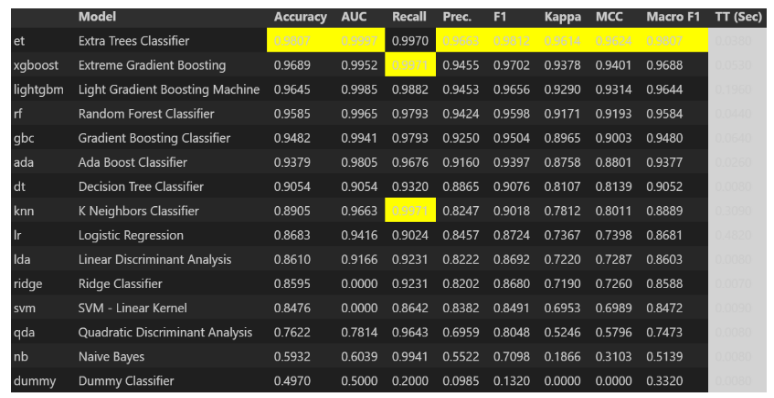 Model Accuracy AUC Recall Prec. F1 Kappa MCC Macro F1 TT (Sec)
et Extra Trees Classifier 0.9807 0.9997 0.9970 0.9663 0.9812 0.9614 0.9624 0.9807
xgboost Extreme Gradient Boosting 0.9689 0.9952 0.9971 0.9455 0.9702 0.9378 0.9401 0.9688
lightgbm Light Gradient Boosting Machine 0.9645 0.9985 0.9882 0.9453 0.9656 0.9290 0.9314 0.9644
rf Random Forest Classifier 0.9585 0.9965 0.9793 0.9424 0.9598 0.9171 0.9193 0.9584
gbc Gradient Boosting Classifier 0.9482 0.9941 0.9793 0.9250 0.9504 0.8965 0.9003 0.9480
ada Ada Boost Classifier 0.9379 0.9805 0.9676 0.9160 0.9397 0.8758 0.8801 0.9377
dt Decision Tree Classifier 0.9054 0.9054 0.9320 0.8865 0.9076 0.8107 0.8139 0.9052
knn K Neighbors Classifier 0.8905 0.9663 0.9971 0.8247 0.9018 0.7812 0.8011 0.8889
lr Logistic Regression 0.8683 0.9416 0.9024 0.8457 0.8724 0.7367 0.7398 0.8681
lda Linear Discriminant Analysis 0.8610 0.9166 0.9231 0.8222 0.8692 0.7220 0.7287 0.8603
ridge Ridge Classifier 0.8595 0.0000 0.9231 0.8202 0.8680 0.7190 0.7260 0.8588
svm SVM - Linear Kernel 0.8476 0.0000 0.8642 0.8382 0.8491 0.6953 0.6989 0.8472
qda Quadratic Discriminant Analysis 0.7622 0.7814 0.9643 0.6959 0.8048 0.5246 0.5796 0.7473
nb Naive Bayes 0.5932 0.6039 0.9941 0.5522 0.7098 0.1866 0.3103 0.5139
dummy Dummy Classifier 0.4970 0.5000 0.2000 0.0985 0.1320 0.0000 0.0000 0.3320